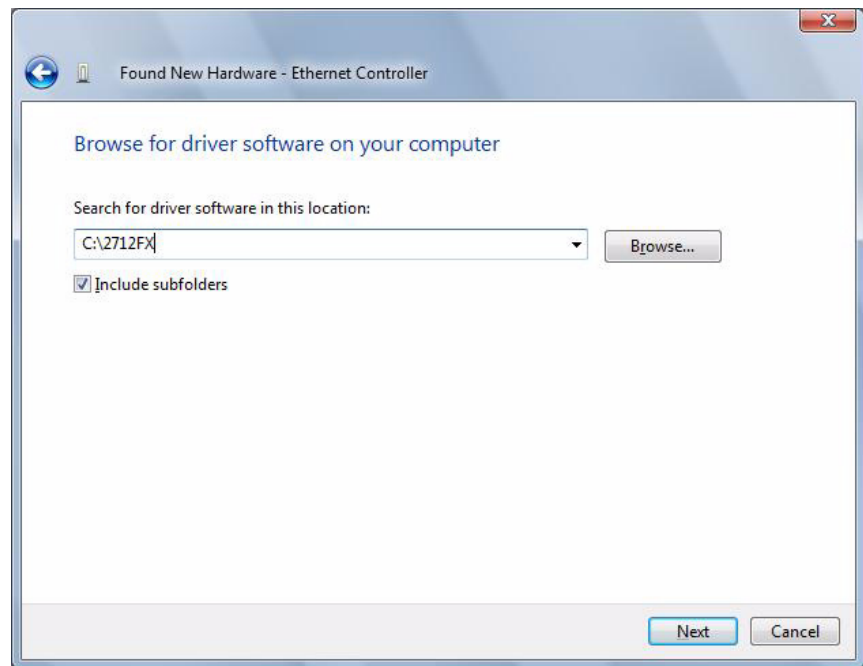 Found New Hardware - Ethernet Controller
Browse for driver software on your computer
Search for driver software in this location:
C:\2712FX
Browse...
Include subfolders
Next
Cancel